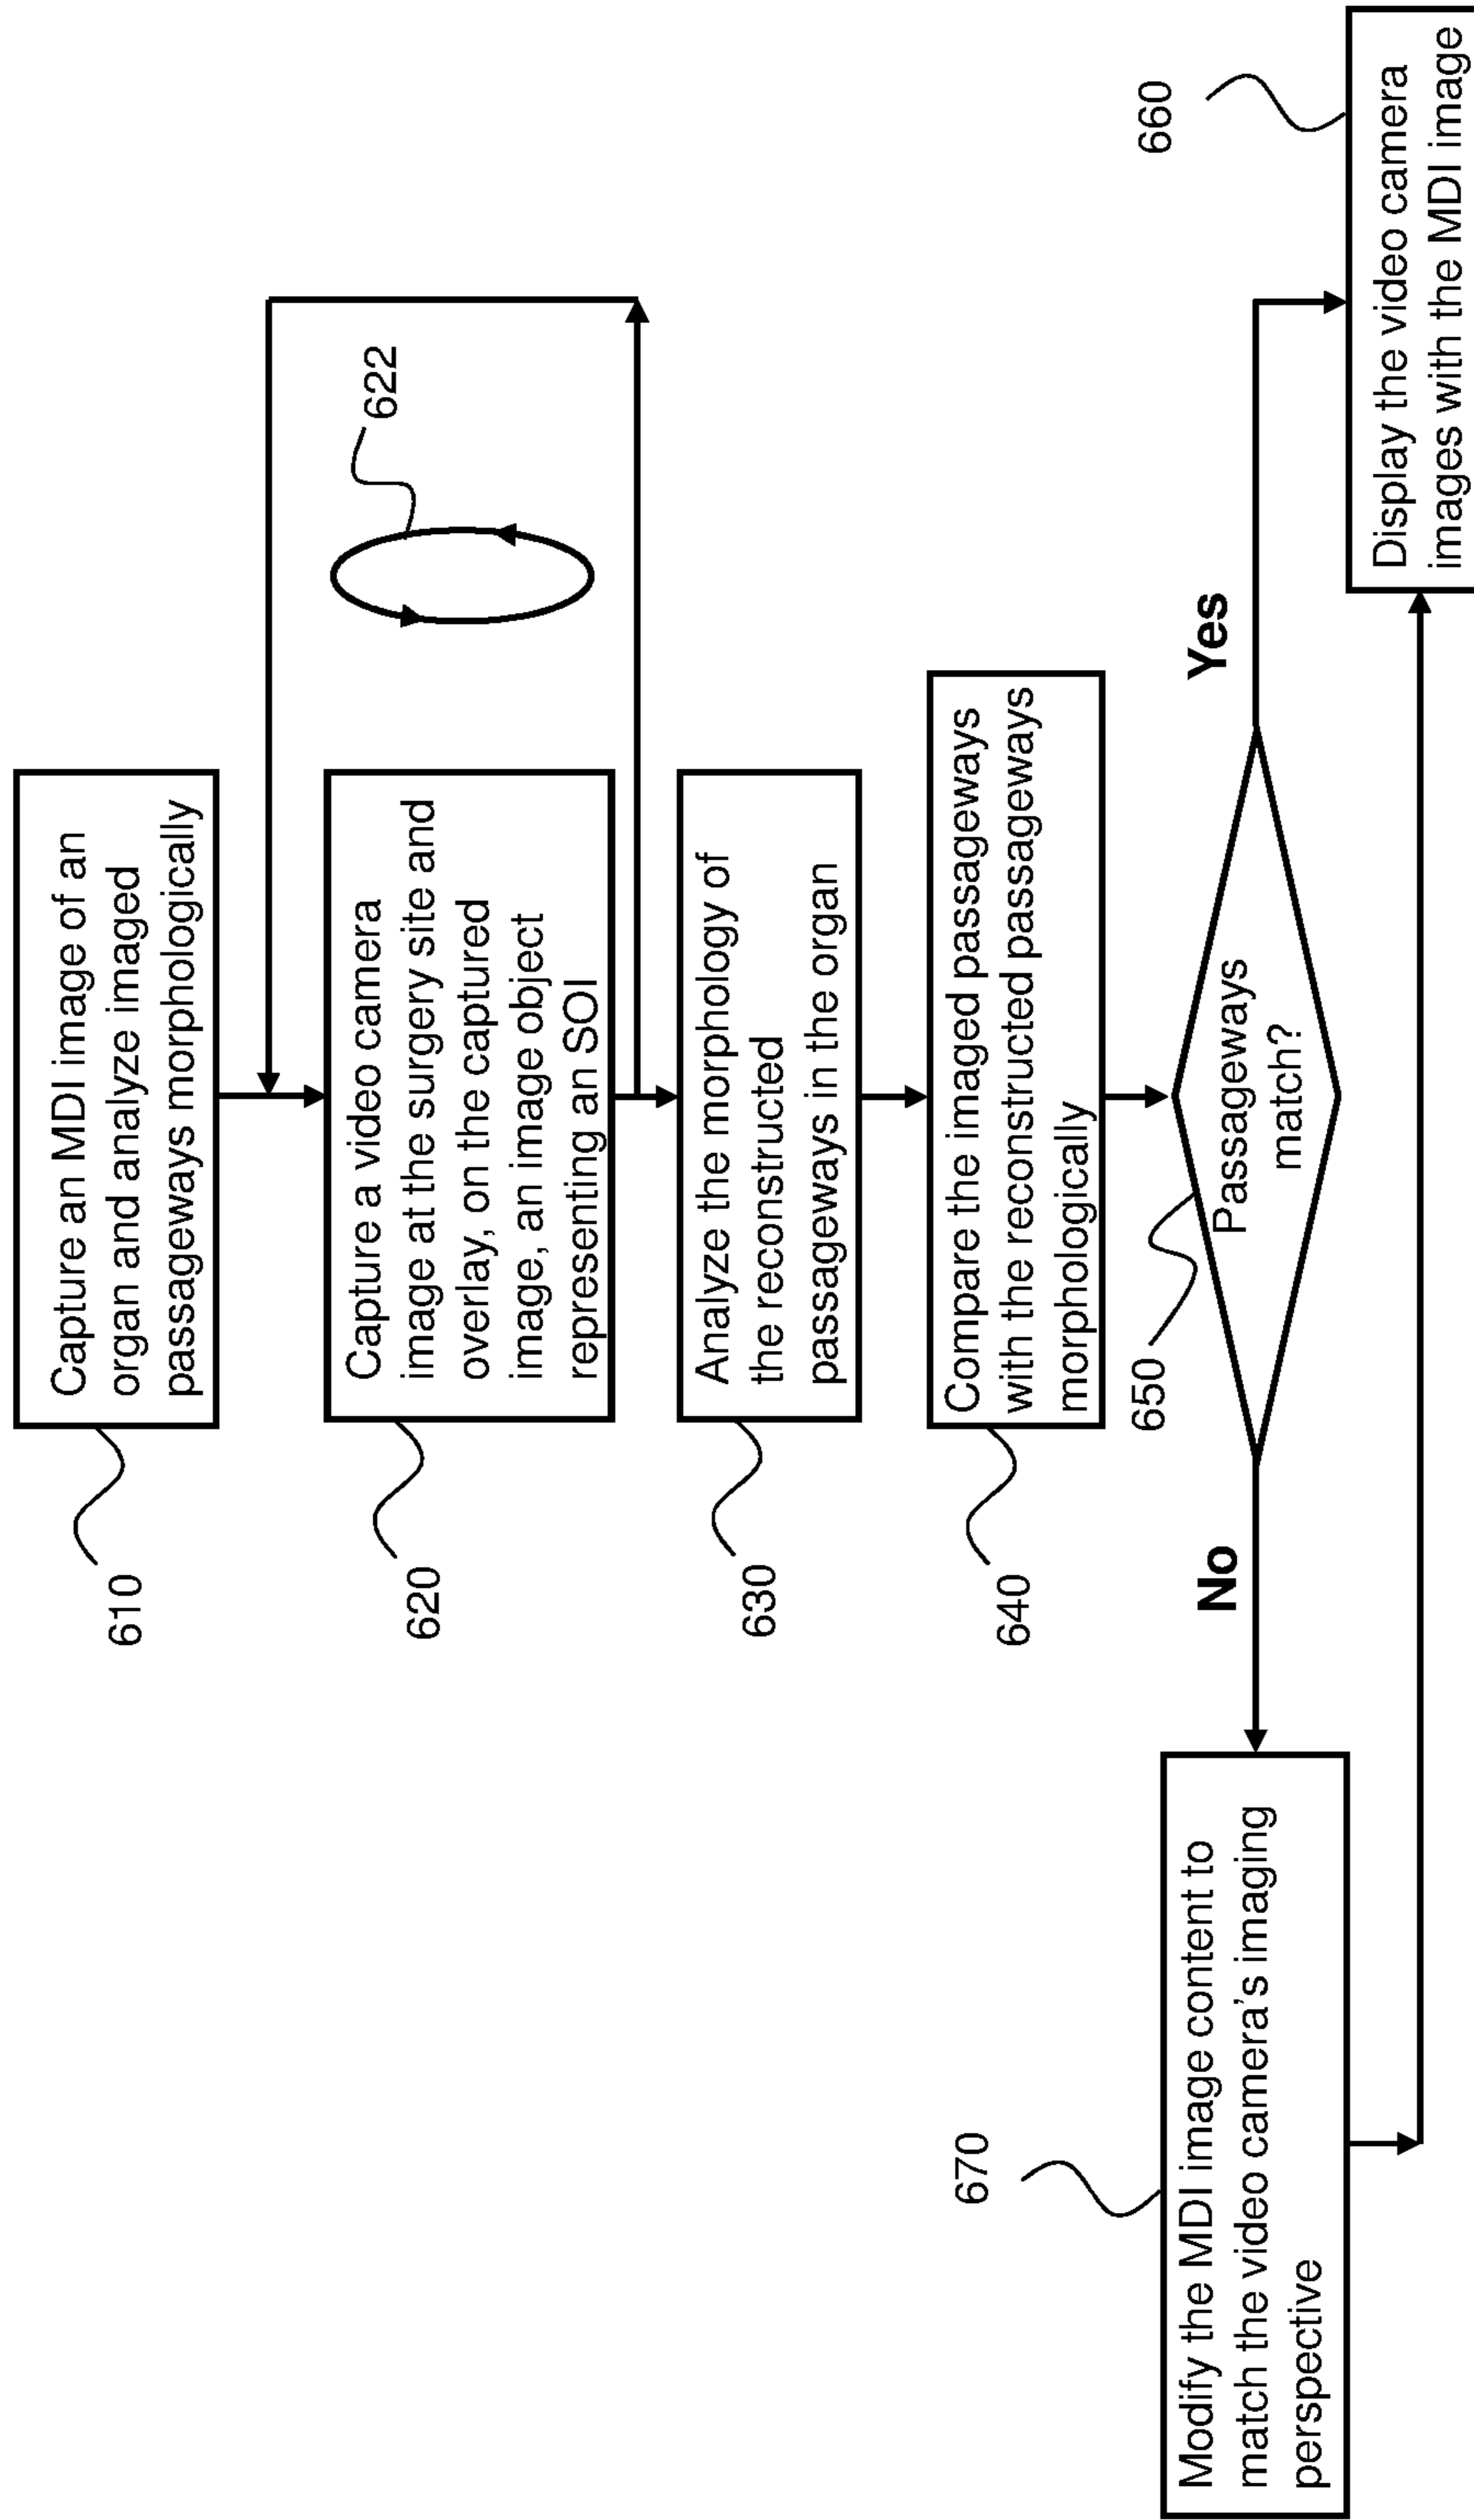 610
Capture an MDI image of an
organ and analyze imaged
passageways morphologically
620
Capture a video camera
image at the surgery site and
overlay, on the captured
image, an image object
representing an SOI
622
630
Analyze the morphology of
the reconstructed
passageways in the organ
640
Compare the imaged passageways
with the reconstructed passageways
morphologically
650
Passageways
match?
No
Yes
670
Modify the MDI image content to
match the video camera's imaging
perspective
660
Display the video camera
images with the MDI image